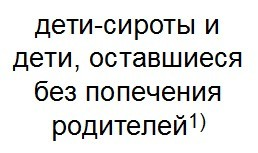 дети-сироты и
дети, оставшиеся
без попечения
родителей¹⁾